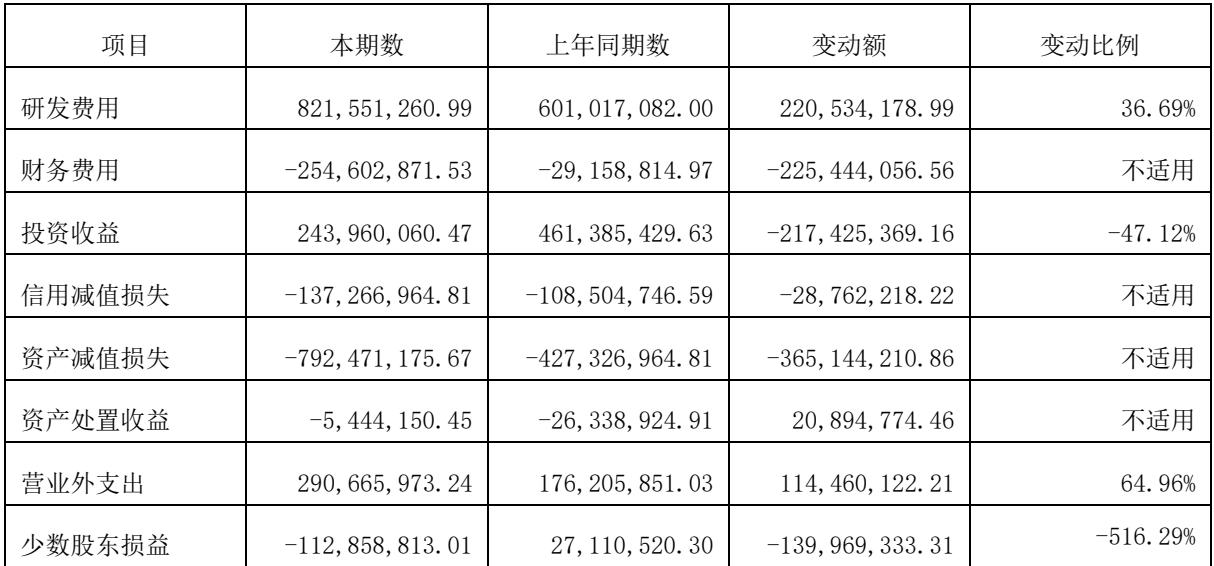 项目 本期数 上年同期数 变动额 变动比例
研发费用 821,551,260.99 601,017,082.00 220,534,178.99 36.69%
财务费用 -254,602,871.53 -29,158,814.97 -225,444,056.56 不适用
投资收益 243,960,060.47 461,385,429.63 -217,425,369.16 -47.12%
信用减值损失 -137,266,964.81 -108,504,746.59 -28,762,218.22 不适用
资产减值损失 -792,471,175.67 -427,326,964.81 -365,144,210.86 不适用
资产处置收益 -5,444,150.45 -26,338,924.91 20,894,774.46 不适用
营业外支出 290,665,973.24 176,205,851.03 114,460,122.21 64.96%
少数股东损益 -112,858,813.01 27,110,520.30 -139,969,333.31 -516.29%